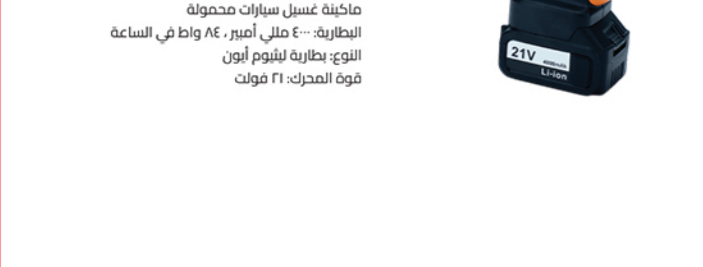 ماكينة غسيل سيارات محمولة
البطارية: ٤٠٠٠ مللي أمبير ، ٨٤ واط في الساعة
النوع: بطارية ليثيوم أيون
قوة المحرك: ٢١ فولت
21V
4000mAh
Li-ion